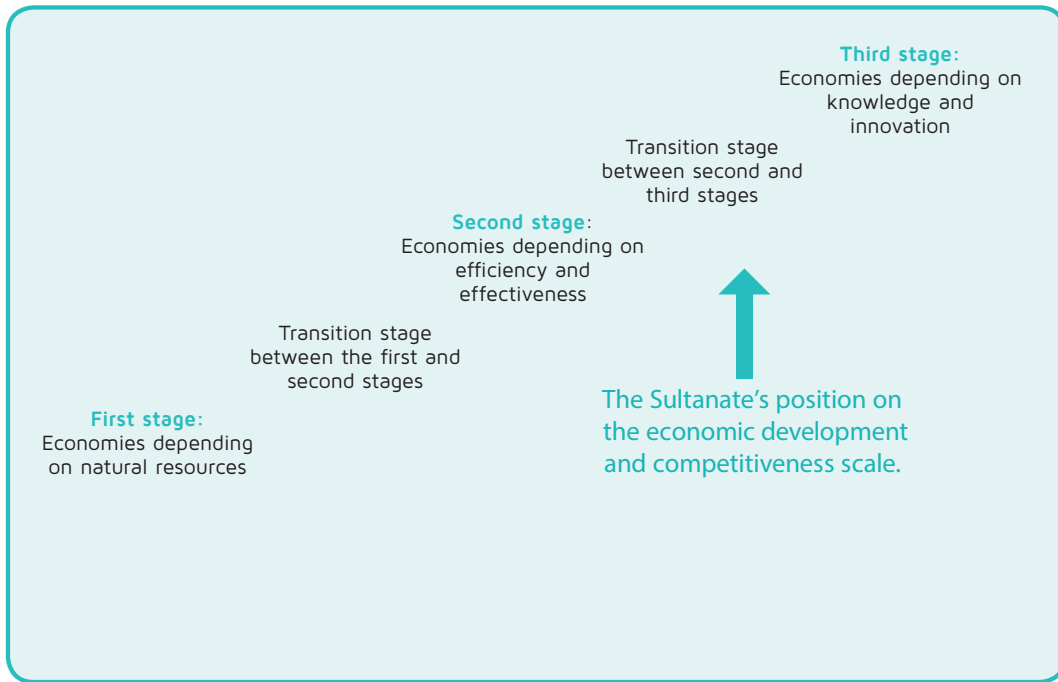 Third stage:
Economies depending on
knowledge and
innovation
Transition stage
between second and
third stages
Second stage:
Economies depending on
efficiency and
effectiveness
Transition stage
between the first and
second stages
First stage:
Economies depending
on natural resources
The Sultanate’s position on
the economic development
and competitiveness scale.